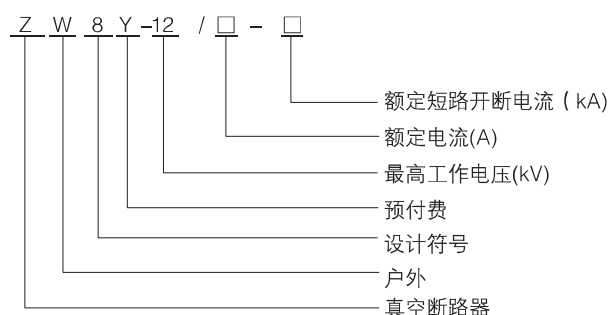 ZW8Y-12/□-□
额定短路开断电流(kA)
额定电流(A)
最高工作电压(kV)
预付费
设计符号
户外
真空断路器